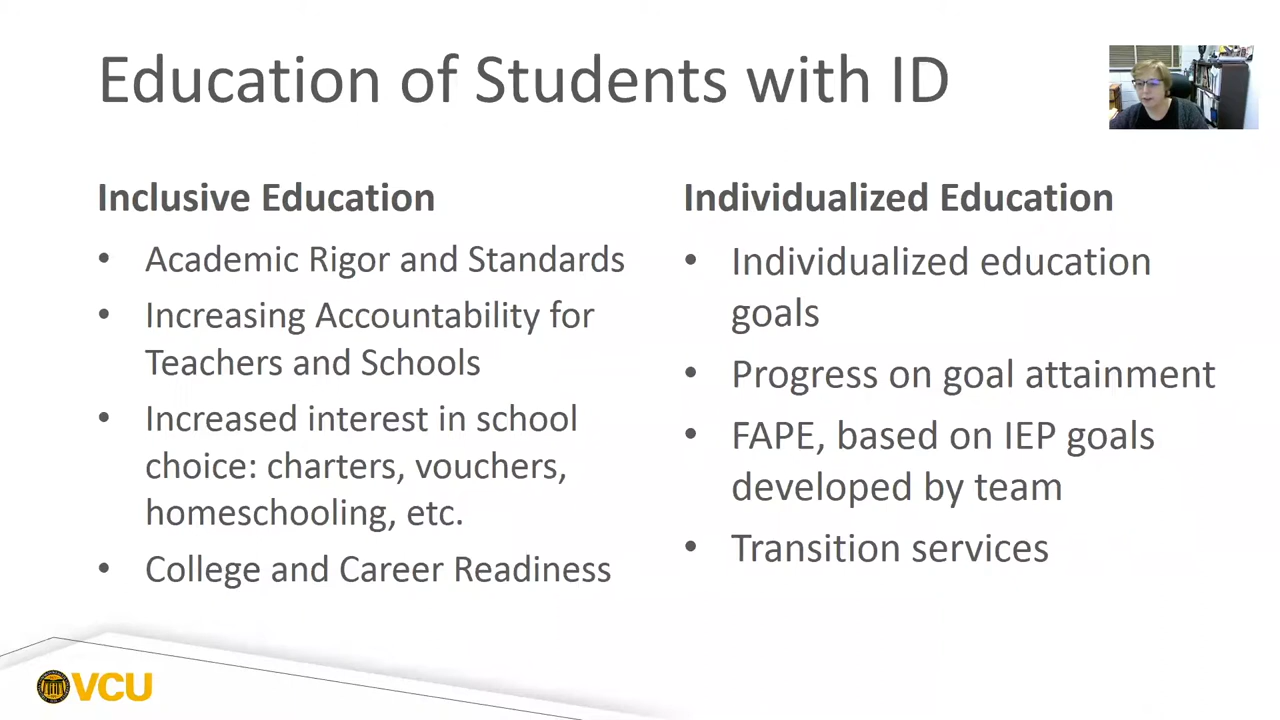 Education of Students with ID
Inclusive Education
• Academic Rigor and Standards
• Increasing Accountability for
Teachers and Schools
• Increased interest in school
choice: charters, vouchers,
homeschooling, etc.
• College and Career Readiness
Individualized Education
• Individualized education
goals
• Progress on goal attainment
• FAPE, based on IEP goals
developed by team
• Transition services
VCU